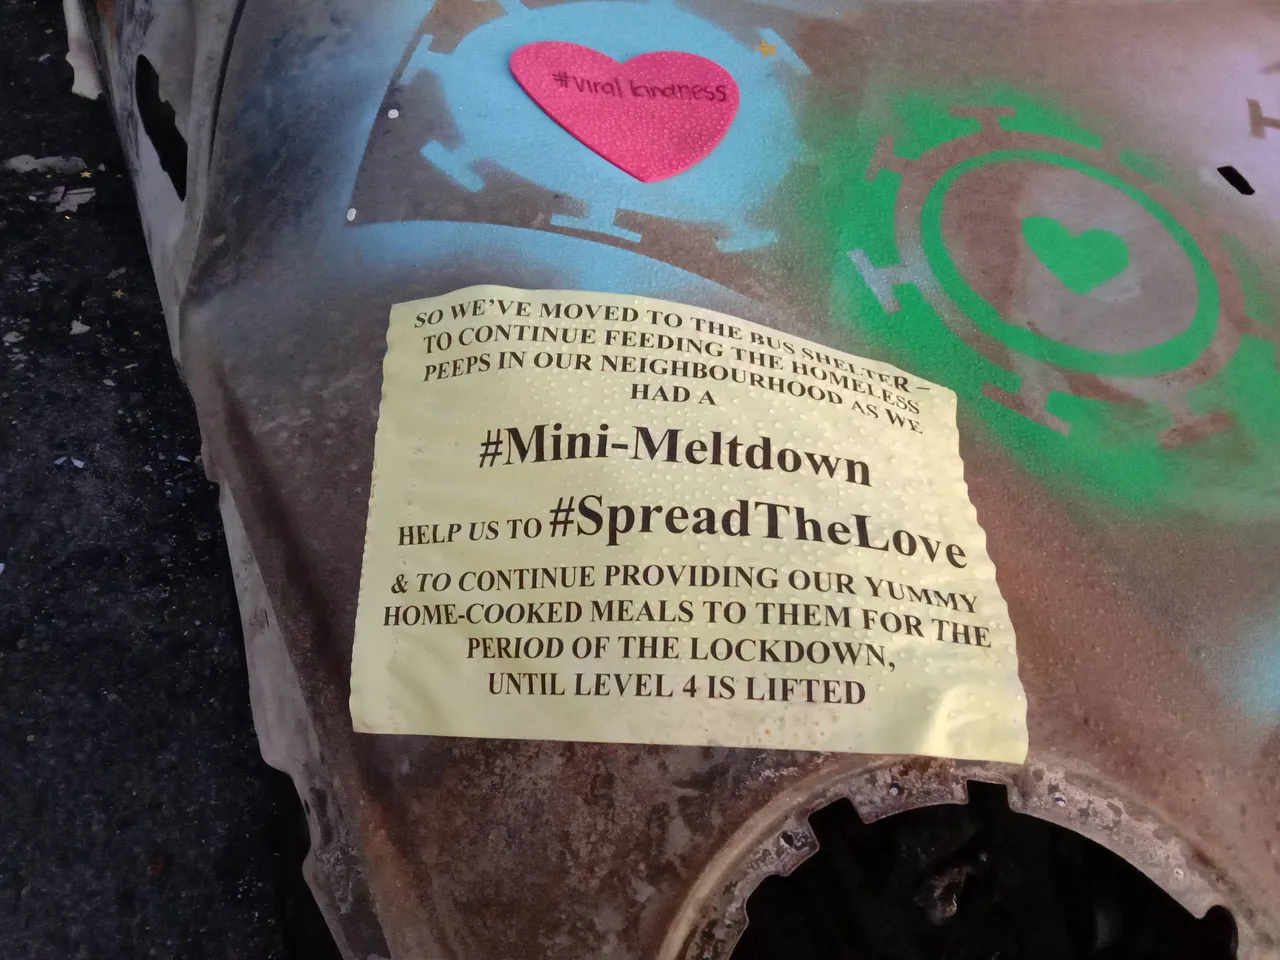 #Viral kindness
SO WE'VE MOVED TO THE BUS SHELTER –
TO CONTINUE FEEDING THE HOMELESS
PEEPS IN OUR NEIGHBOURHOOD AS WE
HAD A
#Mini-Meltdown
HELP US TO #SpreadTheLove
& TO CONTINUE PROVIDING OUR YUMMY
HOME-COOKED MEALS TO THEM FOR THE
PERIOD OF THE LOCKDOWN,
UNTIL LEVEL 4 IS LIFTED